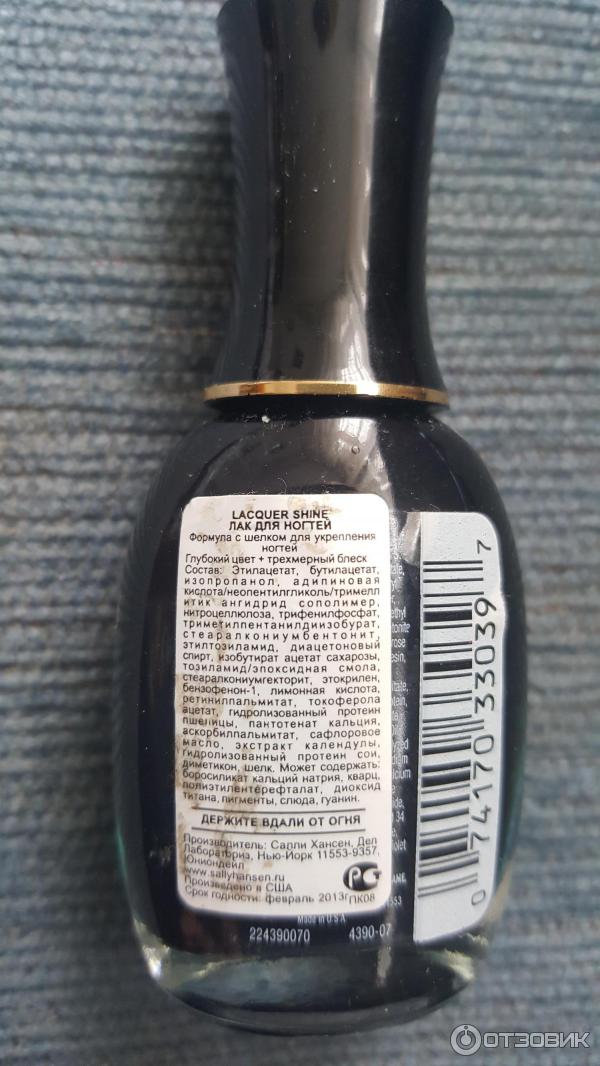 LACQUER SHINE
ЛАК ДЛЯ НОГТЕЙ
Формула с шелком для укрепления
ногтей
Глубокий цвет + трехмерный блеск
Состав: Этилацетат, бутилацетат,
изопропанол, адипиновая
кислота/неопентилгликоль/тримелл
итик ангидрид сополимер,
нитроцеллюлоза, трифенилфосфат,
триметилпентанилдиизобурат,
стеаралкониумбентонит,
этилтозиламид, диацетоновый
спирт, изобутират ацетат сахарозы,
тозиламид/эпоксидная смола,
стеаралкониумгекторит, этокрилен,
бензофенон-1, лимонная кислота,
ретинилпальмитат, токоферола
ацетат, гидролизованный протеин
пшеницы, пантотенат кальция,
аскорбилпальмитат, сафлоровое
масло, экстракт календулы,
гидролизованный протеин сои,
диметикон, шелк. Может содержать:
боросиликат кальций натрия, кварц,
полиэтилентерефталат, диоксид
титана, пигменты, слюда, гуанин.
ДЕРЖИТЕ ВДАЛИ ОТ ОГНЯ
Производитель: Салли Хансен, Дел
Лабораториз, Нью-Йорк 11553-9357,
Юниондейл
www.sallyhansen.com
Произведено в США
Срок годности: февраль 2013г
ПК08
Made in U.S.A.
224390070 4390-07
0 74170 33039 7
ОТЗОВИК